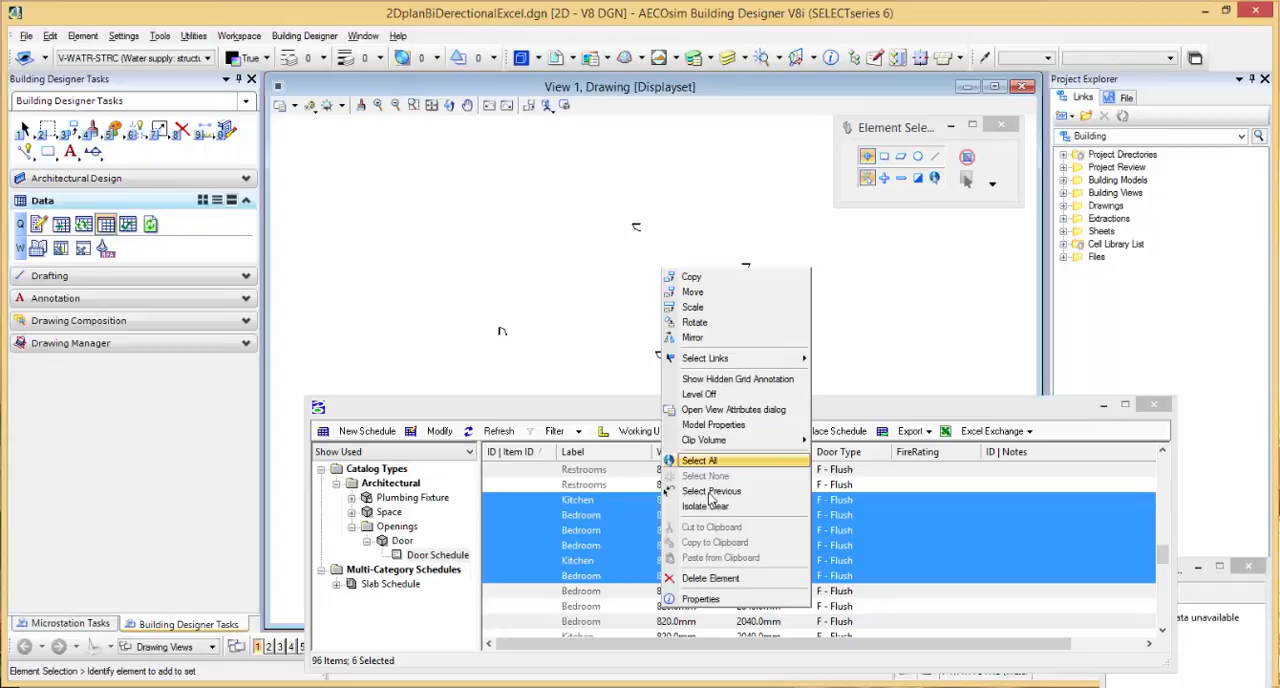 2DplanBiDerectionalExcel.dgn [2D - V8 DGN] - AECOsim Building Designer V8i (SELECTseries 6)
File Edit Element Settings Tools Utilities Workspace Building Designer Window Help
V-WATR-STRC (Water supply: structu True 0 0 0 0
Building Designer Tasks
Building Designer Tasks
Architectural Design
Data
Q
W
Drafting
Annotation
Drawing Composition
Drawing Manager
View 1, Drawing [Displayset]
Element Sele...
Project Explorer
Links File
Building
Project Directories
Project Review
Building Models
Building Views
Drawings
Extractions
Sheets
Cell Library List
Files
Copy
Move
Scale
Rotate
Mirror
Select Links
Show Hidden Grid Annotation
Level Off
Open View Attributes dialog
Model Properties
Clip Volume
Select All
Select None
Select Previous
Isolate Clear
Cut to Clipboard
Copy to Clipboard
Paste from Clipboard
Delete Element
Properties
New Schedule Modify Refresh Filter Working U lace Schedule Export Excel Exchange
Show Used
Catalog Types
Architectural
Plumbing Fixture
Space
Openings
Door
Door Schedule
Multi-Category Schedules
Slab Schedule
ID | Item ID Label Door Type FireRating ID | Notes
Restrooms F - Flush
Restrooms F - Flush
Kitchen F - Flush
Bedroom F - Flush
Bedroom F - Flush
Bedroom F - Flush
Kitchen F - Flush
Bedroom F - Flush
Bedroom F - Flush
Bedroom F - Flush
Bedroom 820.0mm 2040.0mm F - Flush
96 Items; 6 Selected
ta unavailable
Microstation Tasks Building Designer Tasks
Drawing Views 1 2 3 4 5
Element Selection > Identify element to add to set